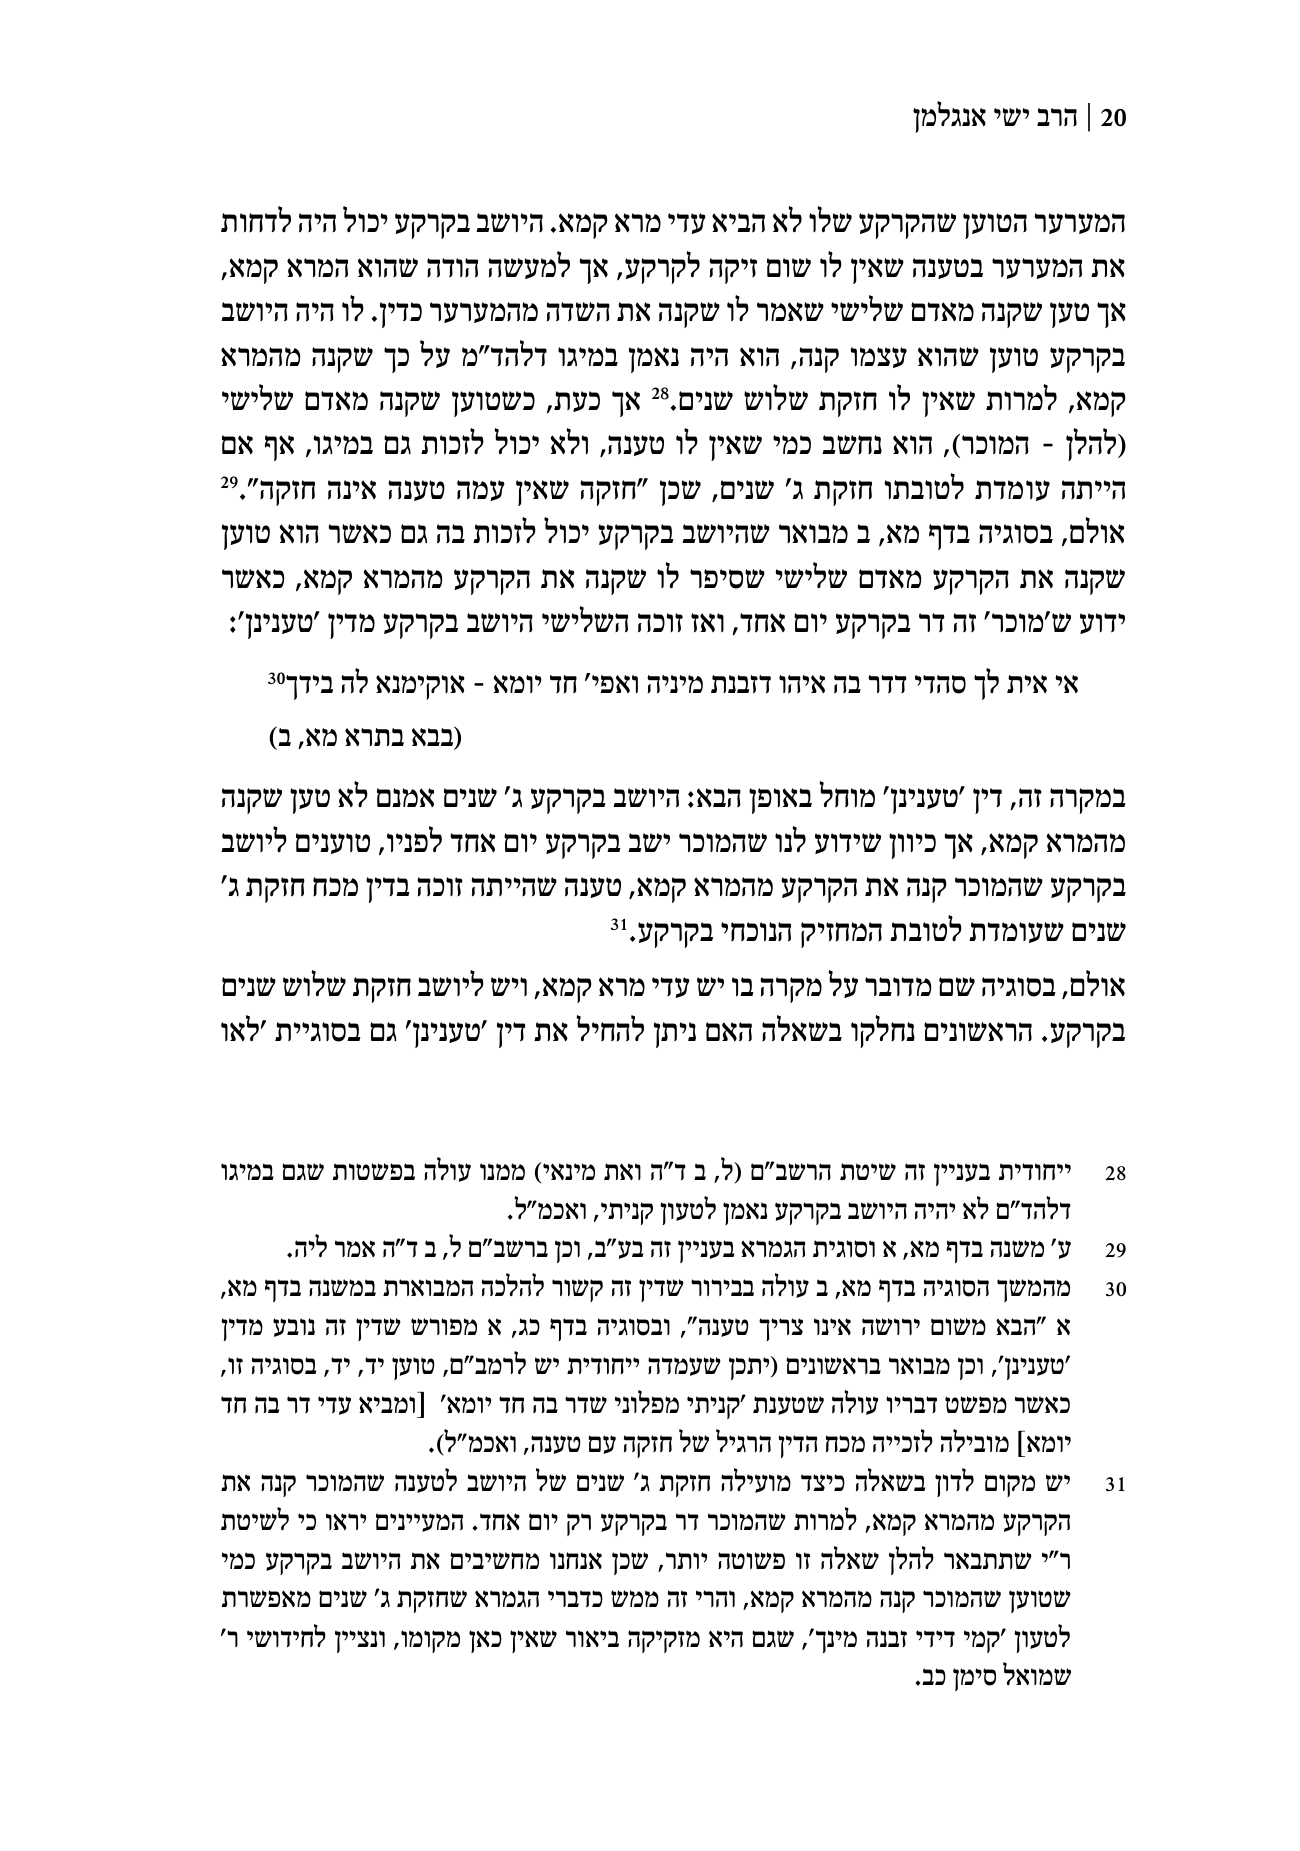 20 | הרב ישי אנגלמן
המערער הטוען שהקרקע שלו לא הביא עדי מרא קמא. היושב בקרקע יכול היה לדחות
את המערער בטענה שאין לו שום זיקה לקרקע, אך למעשה הודה שהוא המרא קמא,
אך טען שקנה מאדם שלישי שאמר לו שקנה את השדה מהמערער כדין. לו היה היושב
בקרקע טוען שהוא עצמו קנה, הוא היה נאמן במיגו דלהד"מ על כך שקנה מהמרא
קמא, למרות שאין לו חזקת שלוש שנים.28 אך כעת, כשטוען שקנה מאדם שלישי
(להלן - המוכר), הוא נחשב כמי שאין לו טענה, ולא יכול לזכות גם במיגו, אף אם
הייתה עומדת לטובתו חזקת ג' שנים, שכן "חזקה שאין עמה טענה אינה חזקה".29
אולם, בסוגיה בדף מא, ב מבואר שהיושב בקרקע יכול לזכות בה גם כאשר הוא טוען
שקנה את הקרקע מאדם שלישי שסיפר לו שקנה את הקרקע מהמרא קמא, כאשר
ידוע ש'מוכר' זה דר בקרקע יום אחד, ואז זוכה השלישי היושב בקרקע מדין 'טענינן':
אי אית לך סהדי דדר בה איהו דזבנת מיניה ואפי' חד יומא - אוקימנא לה בידך30
(בבא בתרא מא, ב)
במקרה זה, דין 'טענינן' מוחל באופן הבא: היושב בקרקע ג' שנים אמנם לא טען שקנה
מהמרא קמא, אך כיוון שידוע לנו שהמוכר ישב בקרקע יום אחד לפניו, טוענים ליושב
בקרקע שהמוכר קנה את הקרקע מהמרא קמא, טענה שהייתה זוכה בדין מכח חזקת ג'
שנים שעומדת לטובת המחזיק הנוכחי בקרקע.31
אולם, בסוגיה שם מדובר על מקרה בו יש עדי מרא קמא, ויש ליושב חזקת שלוש שנים
בקרקע. הראשונים נחלקו בשאלה האם ניתן להחיל את דין 'טענינן' גם בסוגיית 'לאו
28 ייחודית בעניין זה שיטת הרשב"ם (ל, ב ד"ה ואת מינאי) ממנו עולה בפשטות שגם במיגו
דלהד"ם לא יהיה היושב בקרקע נאמן לטעון קניתי, ואכמ"ל.
29 ע' משנה בדף מא, א וסוגית הגמרא בעניין זה בע"ב, וכן ברשב"ם ל, ב ד"ה אמר ליה.
30 מהמשך הסוגיה בדף מא, ב עולה בבירור שדין זה קשור להלכה המבוארת במשנה בדף מא,
א "הבא משום ירושה אינו צריך טענה", ובסוגיה בדף כג, א מפורש שדין זה נובע מדין
'טענינן', וכן מבואר בראשונים (יתכן שעמדה ייחודית יש לרמב"ם, טוען יד, יד, בסוגיה זו,
כאשר מפשט דבריו עולה שטענת 'קניתי מפלוני שדר בה חד יומא' [ומביא עדי דר בה חד
יומא] מובילה לזכייה מכח הדין הרגיל של חזקה עם טענה, ואכמ"ל).
31 יש מקום לדון בשאלה כיצד מועילה חזקת ג' שנים של היושב לטענה שהמוכר קנה את
הקרקע מהמרא קמא, למרות שהמוכר דר בקרקע רק יום אחד. המעיינים יראו כי לשיטת
ר"י שתתבאר להלן שאלה זו פשוטה יותר, שכן אנחנו מחשיבים את היושב בקרקע כמי
שטוען שהמוכר קנה מהמרא קמא, והרי זה ממש כדברי הגמרא שחזקת ג' שנים מאפשרת
לטעון 'קמי דידי זבנה מינך', שגם היא מזקיקה ביאור שאין כאן מקומו, ונציין לחידושי ר'
שמואל סימן כב.